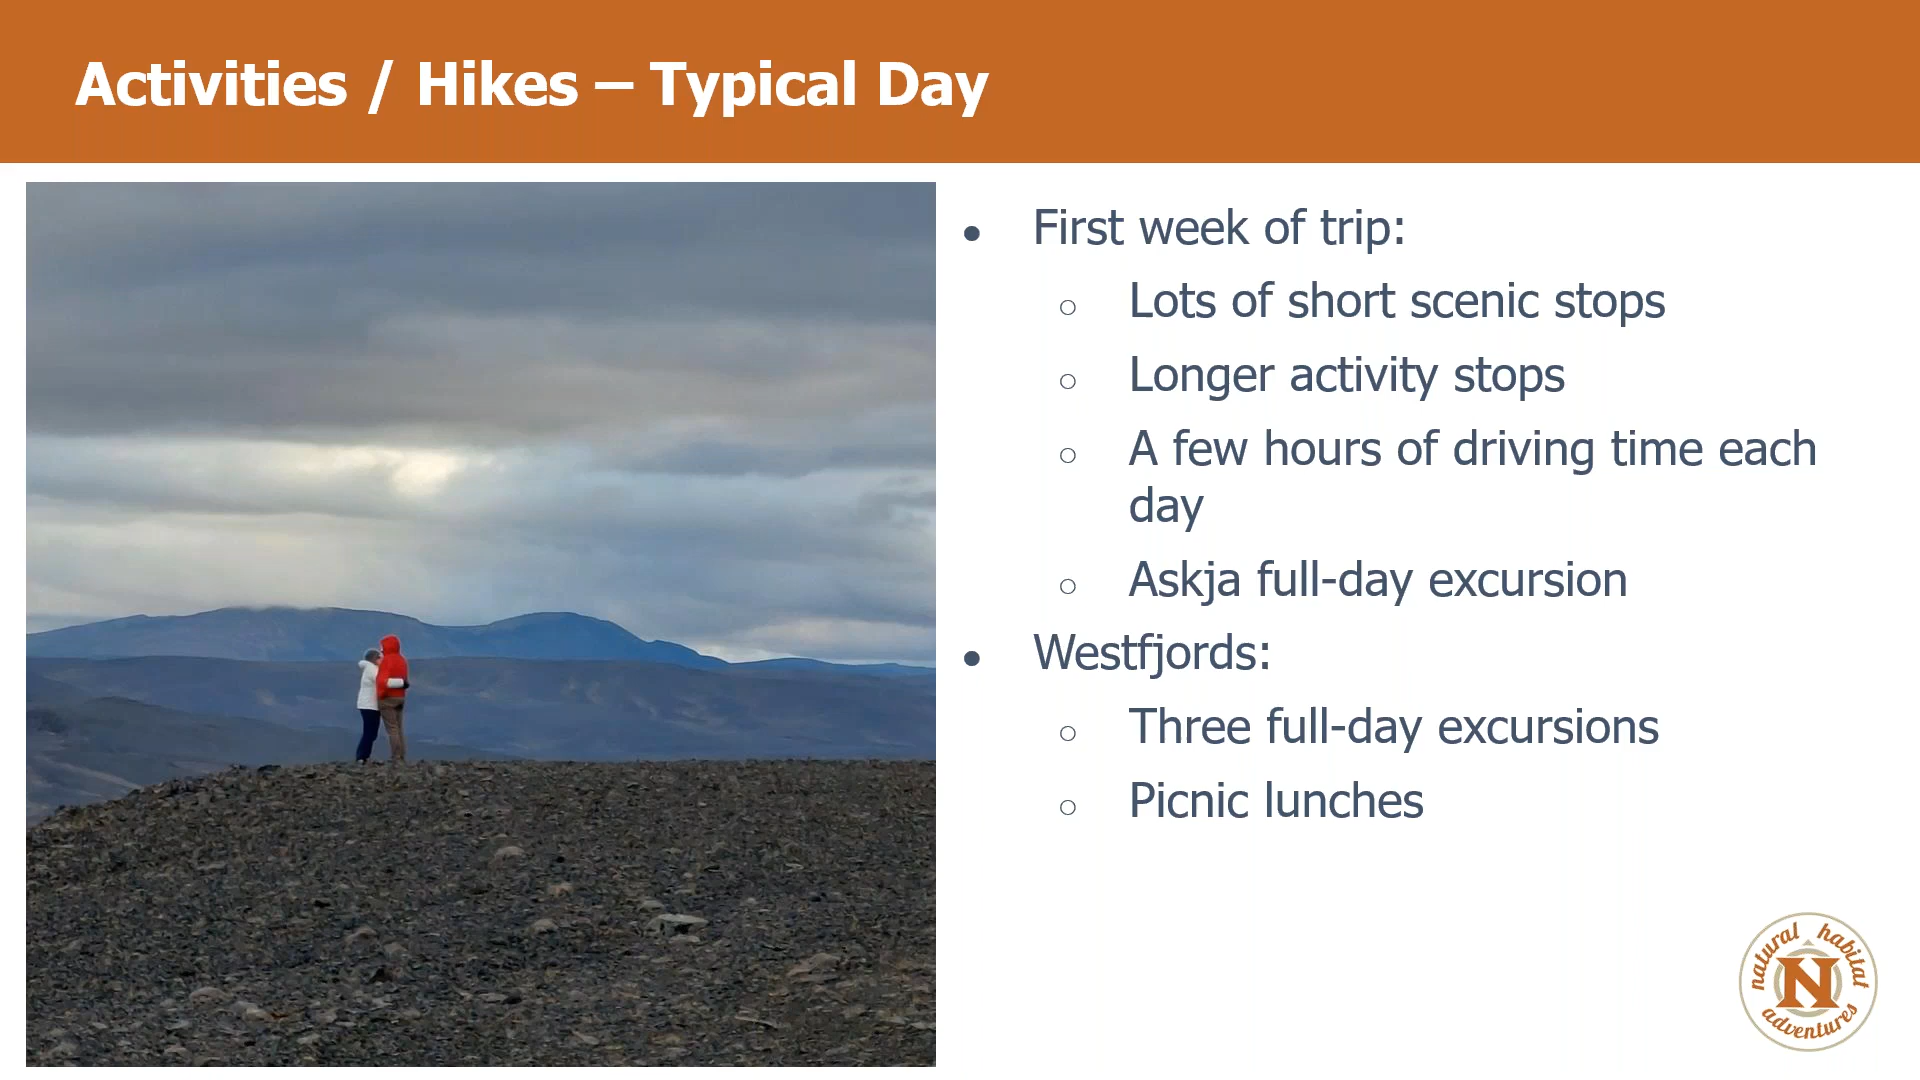 Activities / Hikes – Typical Day
● First week of trip:
○ Lots of short scenic stops
○ Longer activity stops
○ A few hours of driving time each
day
○ Askja full-day excursion
● Westfjords:
○ Three full-day excursions
○ Picnic lunches
natural habitat
N
adventures